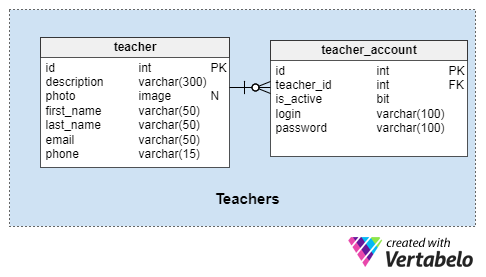 teacher
id int PK
description varchar(300)
photo image N
first_name varchar(50)
last_name varchar(50)
email varchar(50)
phone varchar(15)
teacher_account
id int PK
teacher_id int FK
is_active bit
login varchar(100)
password varchar(100)
Teachers
created with
Vertabelo